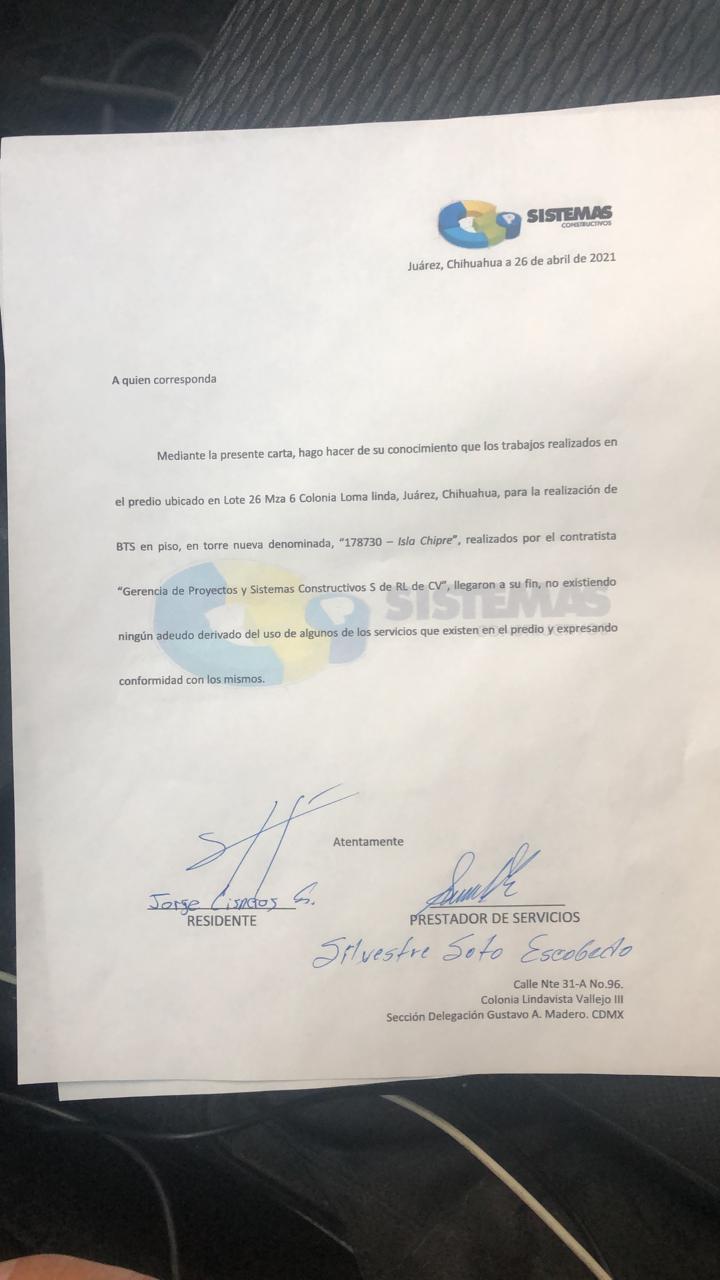 SISTEMAS
CONSTRUCTIVOS
Juárez, Chihuahua a 26 de abril de 2021
A quien corresponda
Mediante la presente carta, hago hacer de su conocimiento que los trabajos realizados en
el predio ubicado en Lote 26 Mza 6 Colonia Loma linda, Juárez, Chihuahua, para la realización de
BTS en piso, en torre nueva denominada, “178730 – Isla Chipre”, realizados por el contratista
“Gerencia de Proyectos y Sistemas Constructivos S de RL de CV”, llegaron a su fin, no existiendo
ningún adeudo derivado del uso de algunos de los servicios que existen en el predio y expresando
conformidad con los mismos.
SISTEMAS
Atentamente
Jorge G.
RESIDENTE
PRESTADOR DE SERVICIOS
Silvestre Soto Escobedo
Calle Nte 31-A No.96.
Colonia Lindavista Vallejo III
Sección Delegación Gustavo A. Madero. CDMX